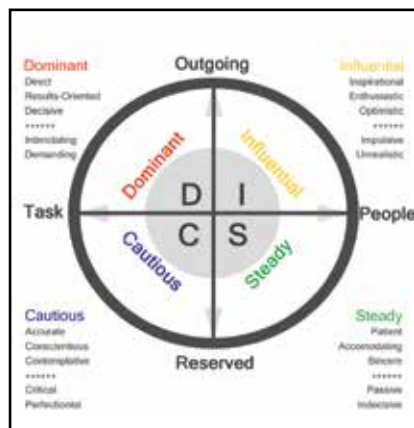 Dominant
Direct
Results-Oriented
Decisive
••••••
Intimidating
Demanding
Outgoing
Influential
Inspirational
Enthusiastic
Optimistic
••••••
Impulsive
Unrealistic
Dominant
Influential
D I
Task
People
C S
Cautious
Steady
Cautious
Accurate
Conscientious
Contemplative
••••••
Critical
Perfectionist
Reserved
Steady
Patient
Accomodating
Sincere
••••••
Passive
Indecisive